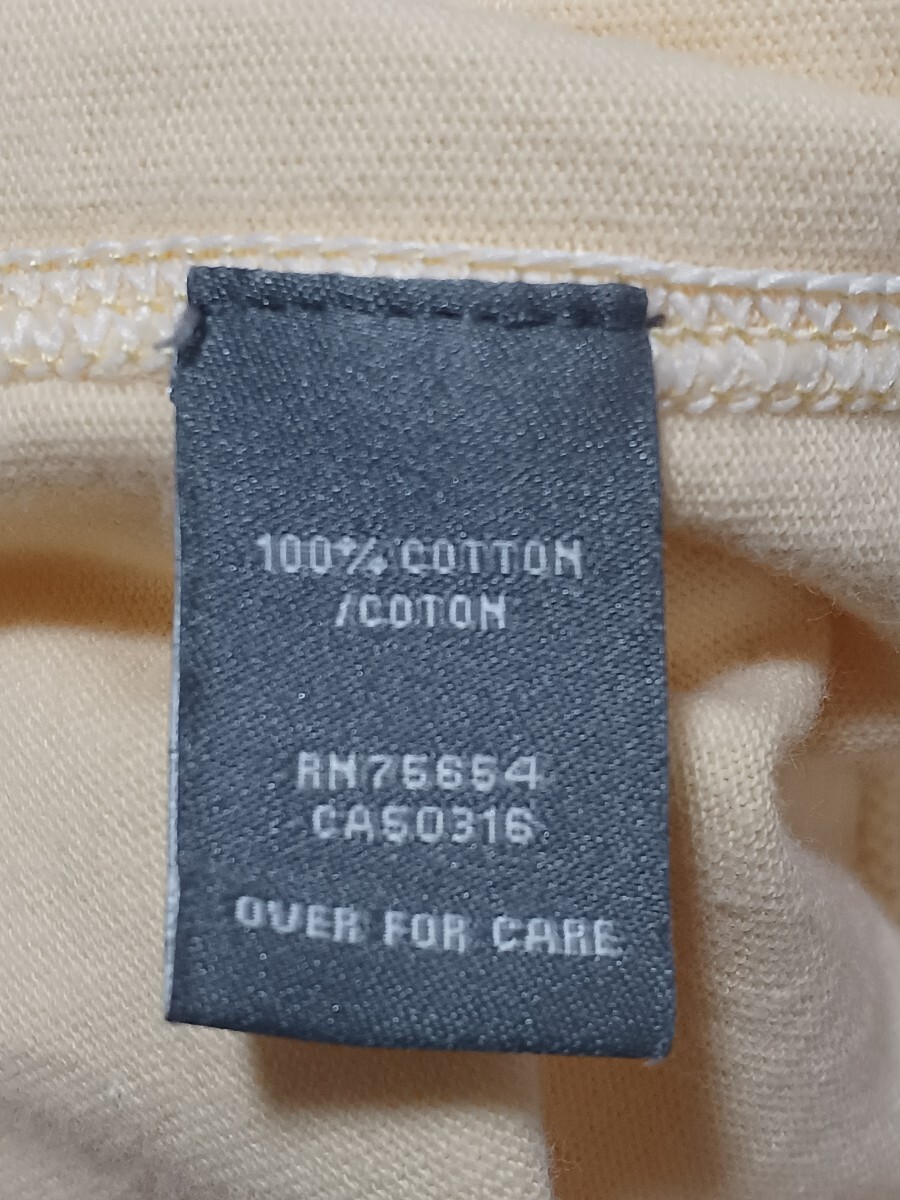 100% COTTON
/COTON
RN75654
CA50316
OVER FOR CARE